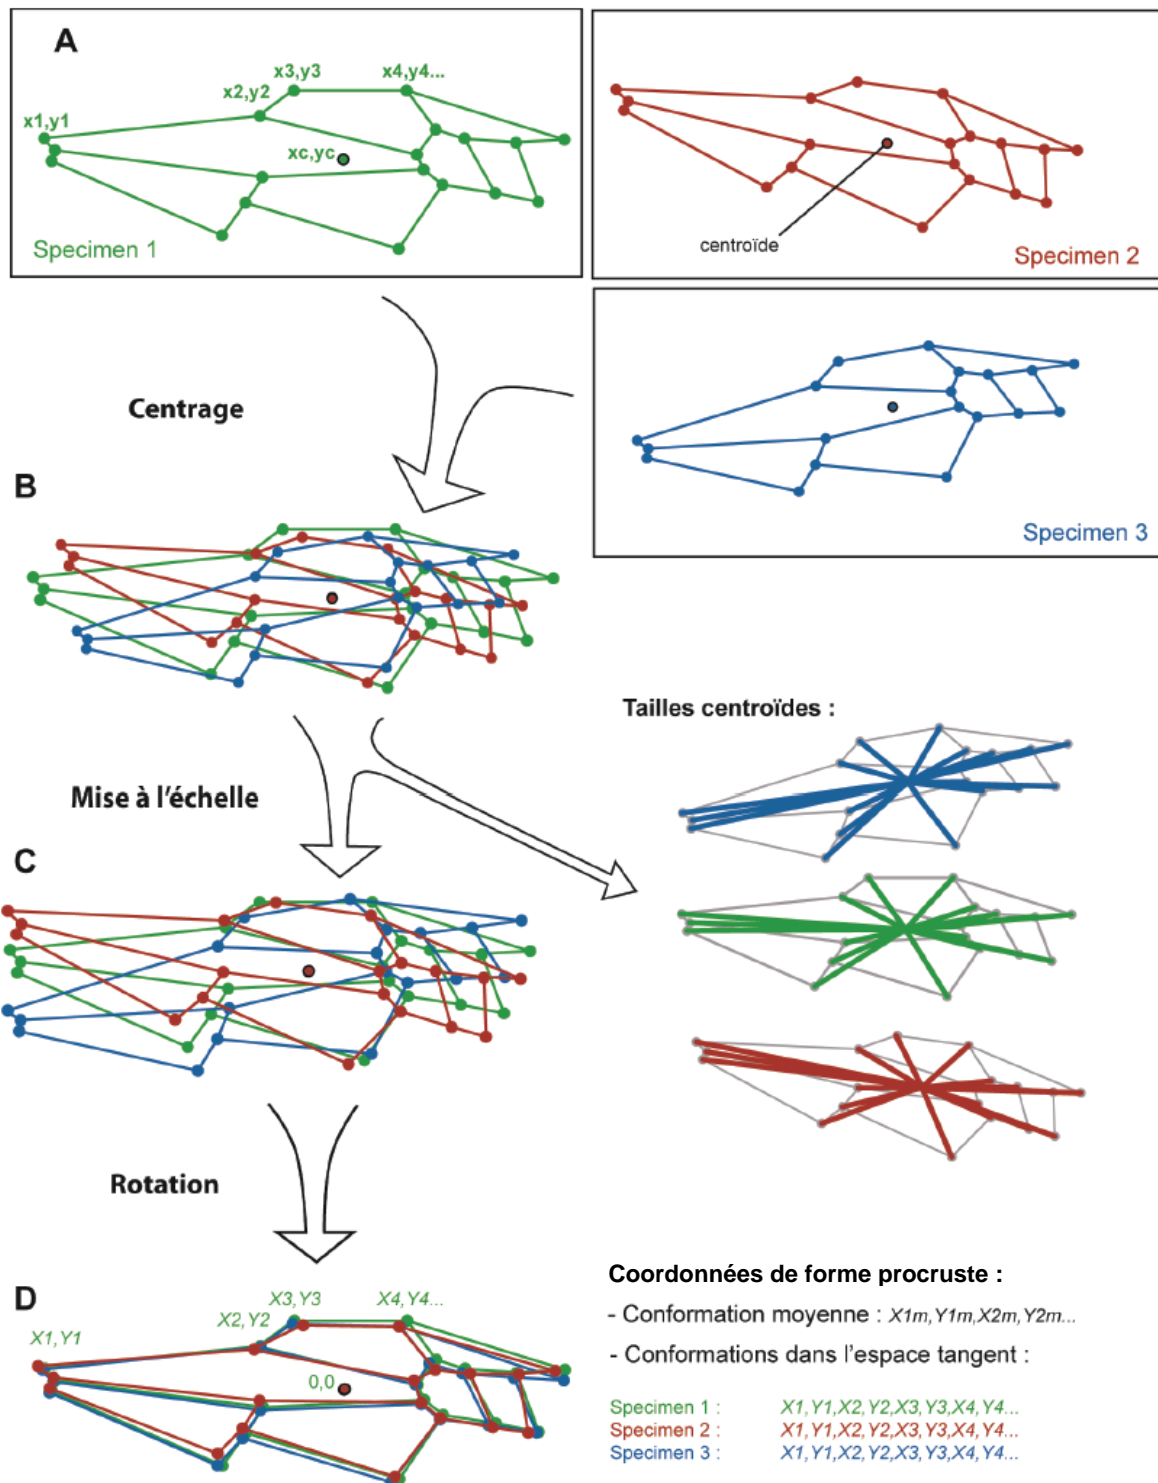 A
x3,y3
x4,y4...
x2,y2
x1,y1
xc,yc
Specimen 1
centroïde
Specimen 2
Centrage
Specimen 3
B
Tailles centroïdes :
Mise à l'échelle
C
Rotation
D
X3,Y3
X4,Y4...
X2,Y2
X1,Y1
0,0
Coordonnées de forme procruste :
- Conformation moyenne : X1m,Y1m,X2m,Y2m...
- Conformations dans l'espace tangent :
Specimen 1 : X1,Y1,X2,Y2,X3,Y3,X4,Y4...
Specimen 2 : X1,Y1,X2,Y2,X3,Y3,X4,Y4...
Specimen 3 : X1,Y1,X2,Y2,X3,Y3,X4,Y4...